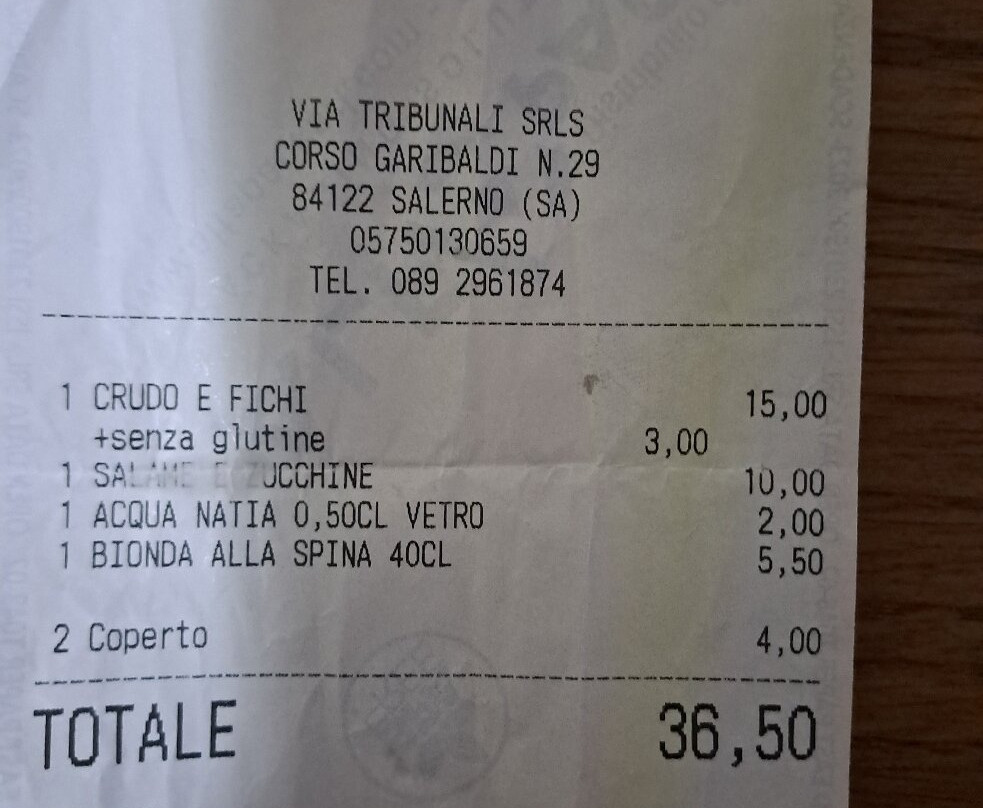 VIA TRIBUNALI SRLS
CORSO GARIBALDI N.29
84122 SALERNO (SA)
05750130659
TEL. 089 2961874
1 CRUDO E FICHI 15,00
+senza glutine 3,00
1 SALAME E ZUCCHINE 10,00
1 ACQUA NATIA 0,50CL VETRO 2,00
1 BIONDA ALLA SPINA 40CL 5,50
2 Coperto 4,00
TOTALE 36,50